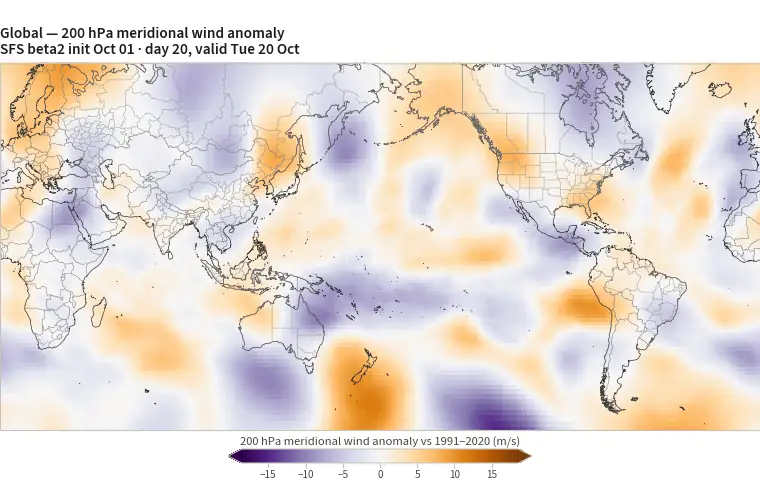 Global — 200 hPa meridional wind anomaly
SFS beta2 init Oct 01 · day 20, valid Tue 20 Oct
200 hPa meridional wind anomaly vs 1991–2020 (m/s)
−15 −10 −5 0 5 10 15